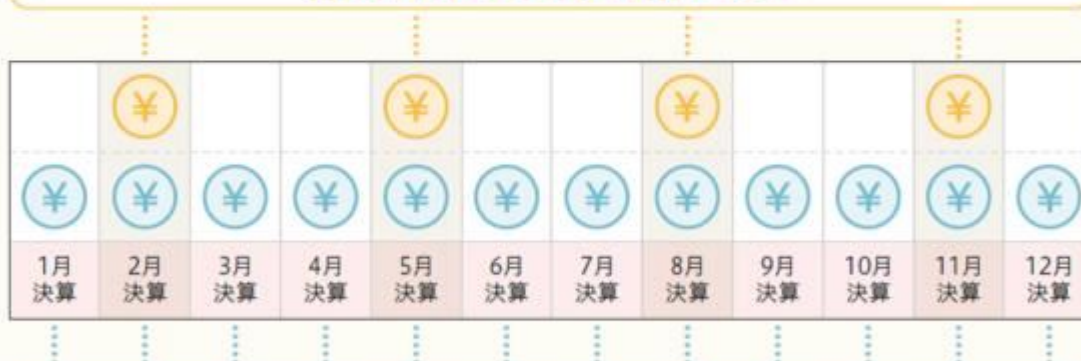 ¥ ¥ ¥ ¥
¥ ¥ ¥ ¥ ¥ ¥ ¥ ¥ ¥ ¥ ¥ ¥
1月 2月 3月 4月 5月 6月 7月 8月 9月 10月 11月 12月
決算 決算 決算 決算 決算 決算 決算 決算 決算 決算 決算 決算